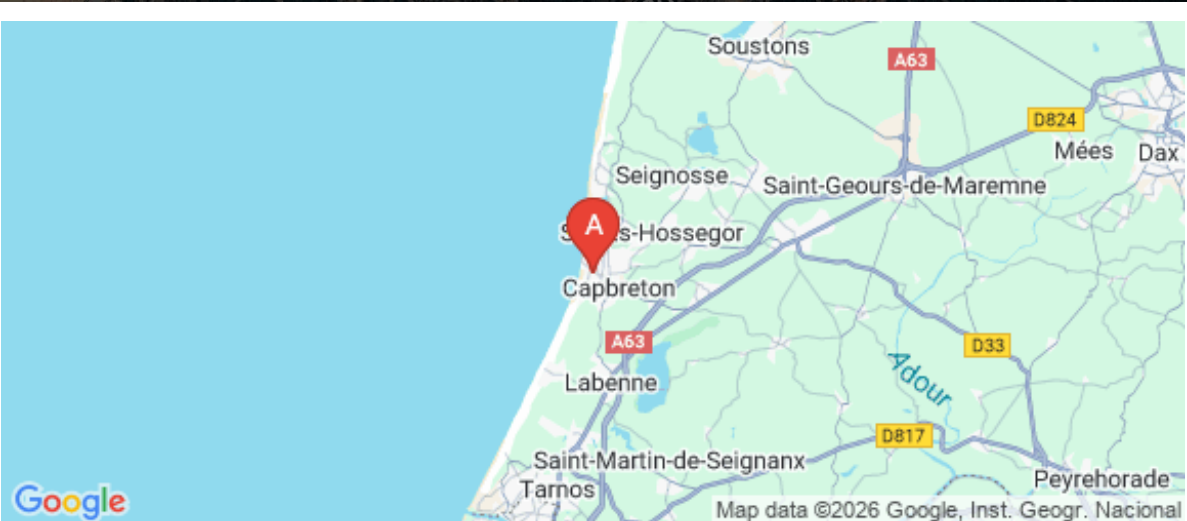 Soustons
A63
D824
Mées
Dax
Seignosse
Saint-Geours-de-Maremne
A
s-Hossegor
Capbreton
A63
D33
Labenne
Adour
D817
Saint-Martin-de-Seignanx
Tarnos
Peyrehorade
Google
Map data ©2026 Google, Inst. Geogr. Nacional